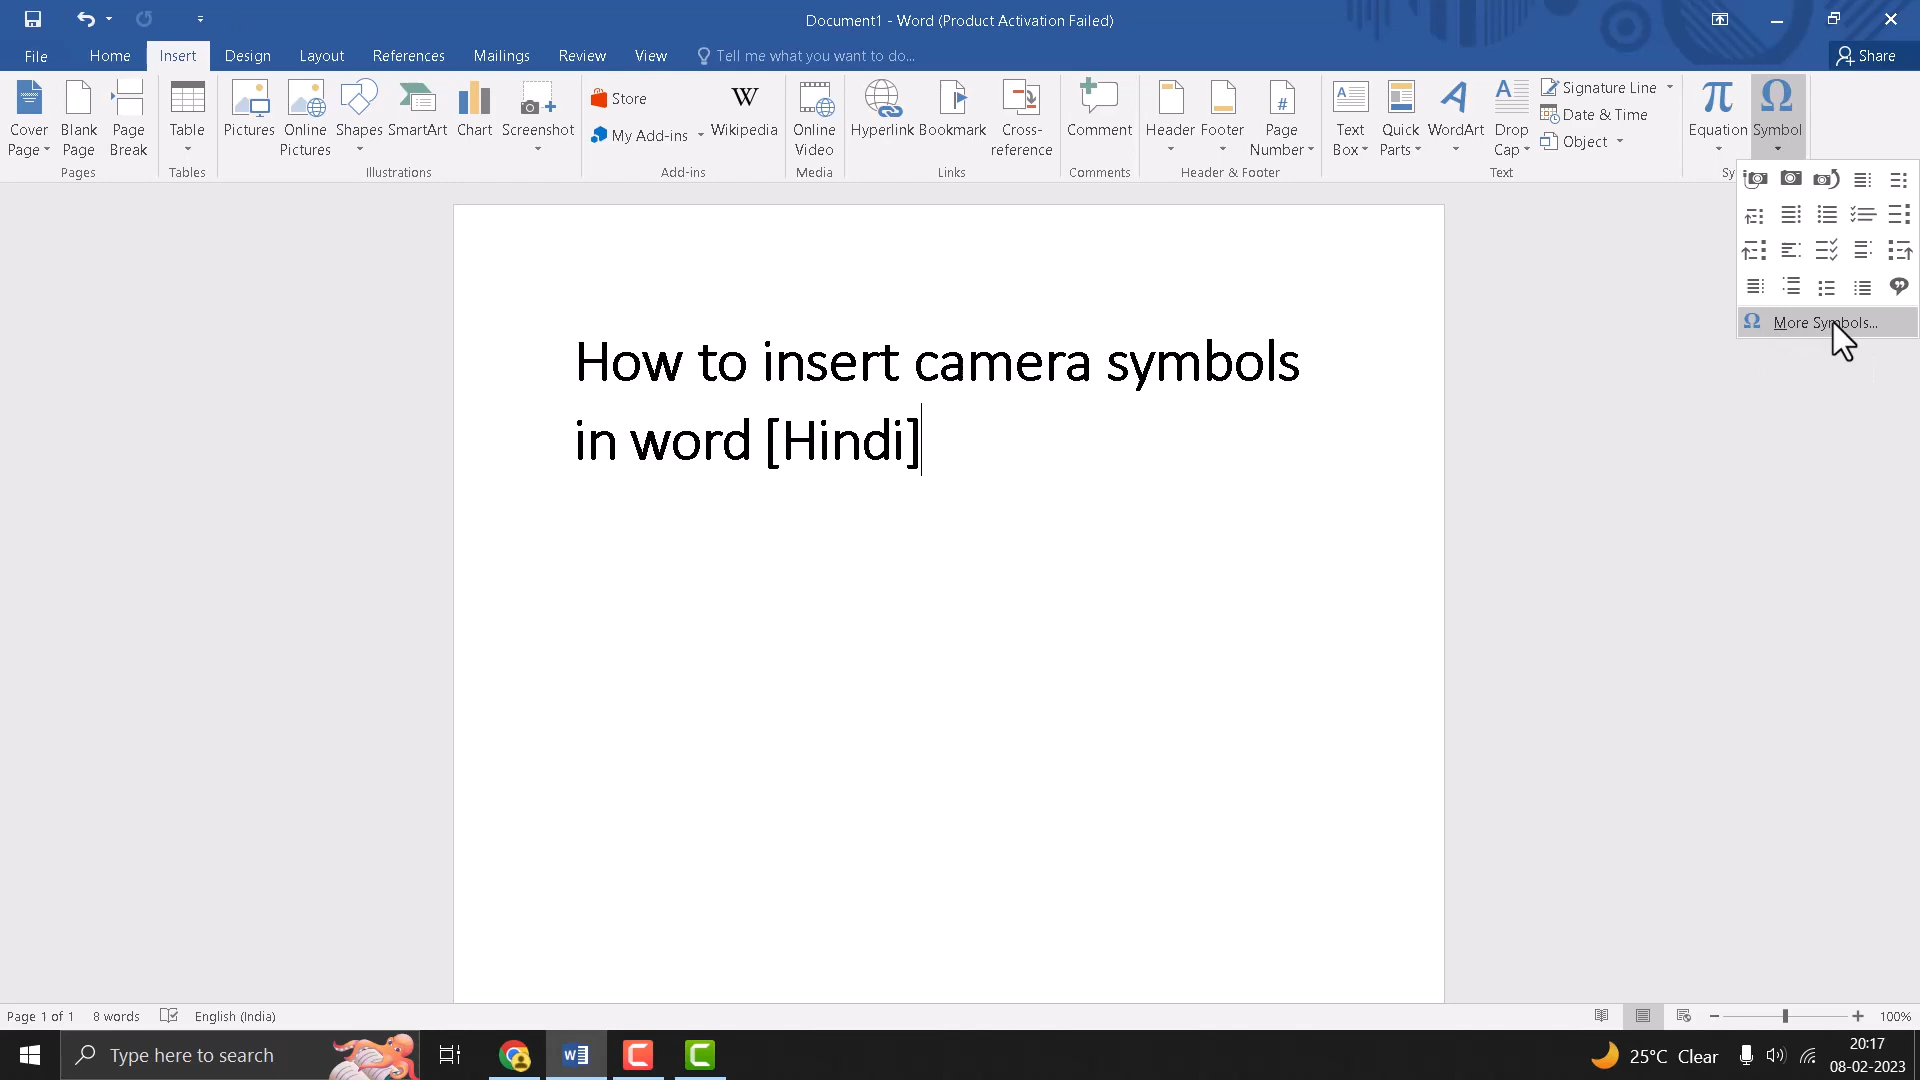 Document1 - Word (Product Activation Failed)
File Home Insert Design Layout References Mailings Review View Tell me what you want to do... Share
Cover Page Blank Page Page Break
Pages
Table
Tables
Pictures Online Pictures Shapes SmartArt Chart Screenshot
Illustrations
Store
My Add-ins
W Wikipedia
Add-ins
Online Video
Media
Hyperlink Bookmark Cross-reference
Links
Comment
Comments
Header Footer Page Number
Header & Footer
Text Box Quick Parts WordArt Drop Cap
Signature Line
Date & Time
Object
Text
π Equation Ω Symbol
Sy
Ω More Symbols...
How to insert camera symbols
in word [Hindi]
Page 1 of 1 8 words English (India) 100%
Type here to search
25°C Clear
20:17
08-02-2023